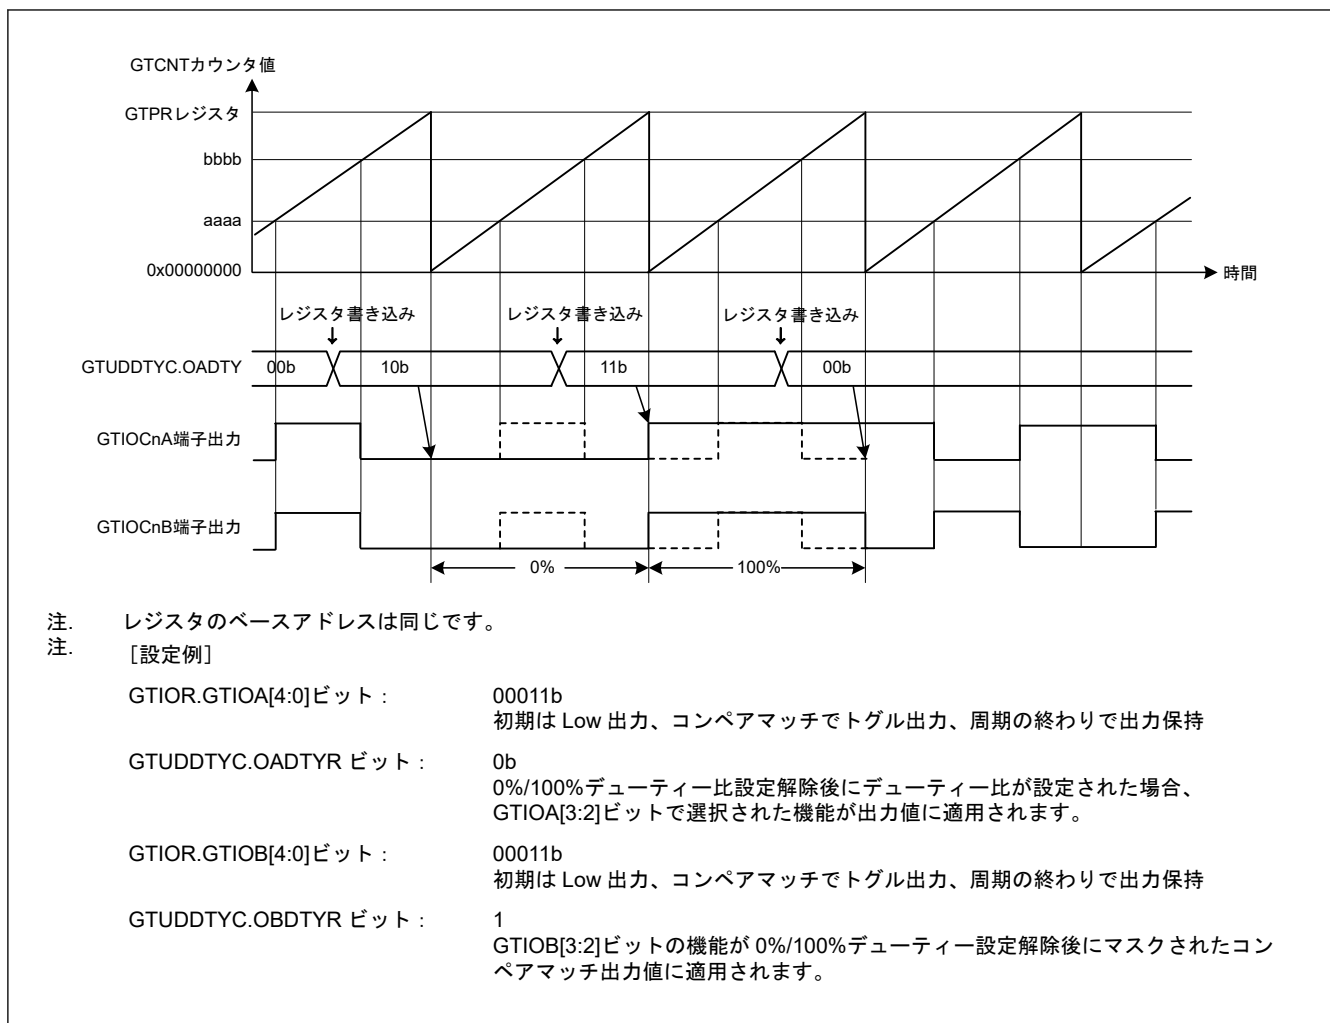 GTCNTカウンタ値
GTPRレジスタ
bbbb
aaaa
0x00000000
時間
レジスタ書き込み レジスタ書き込み レジスタ書き込み
GTUDDTYC.OADTY 00b 10b 11b 00b
GTIOCnA端子出力
GTIOCnB端子出力
0% 100%
注. レジスタのベースアドレスは同じです。
注. [設定例]
GTIOR.GTIOA[4:0]ビット: 00011b
初期は Low 出力、コンペアマッチでトグル出力、周期の終わりで出力保持
GTUDDTYC.OADTYR ビット: 0b
0%/100%デューティー比設定解除後にデューティー比が設定された場合、
GTIOA[3:2]ビットで選択された機能が出力値に適用されます。
GTIOR.GTIOB[4:0]ビット: 00011b
初期は Low 出力、コンペアマッチでトグル出力、周期の終わりで出力保持
GTUDDTYC.OBDTYR ビット: 1
GTIOB[3:2]ビットの機能が 0%/100%デューティー設定解除後にマスクされたコン
ペアマッチ出力値に適用されます。